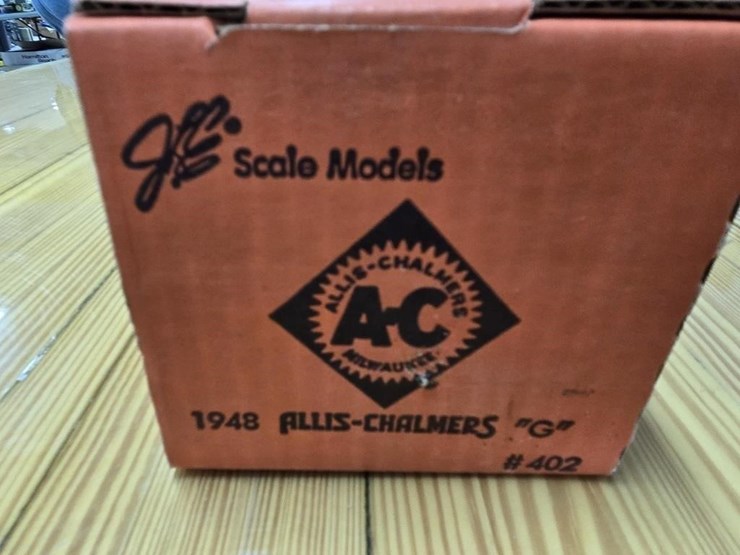 JLE Scale Models
ALLIS-CHALMERS
A-C
MILWAUKEE
1948 ALLIS-CHALMERS "G"
#402